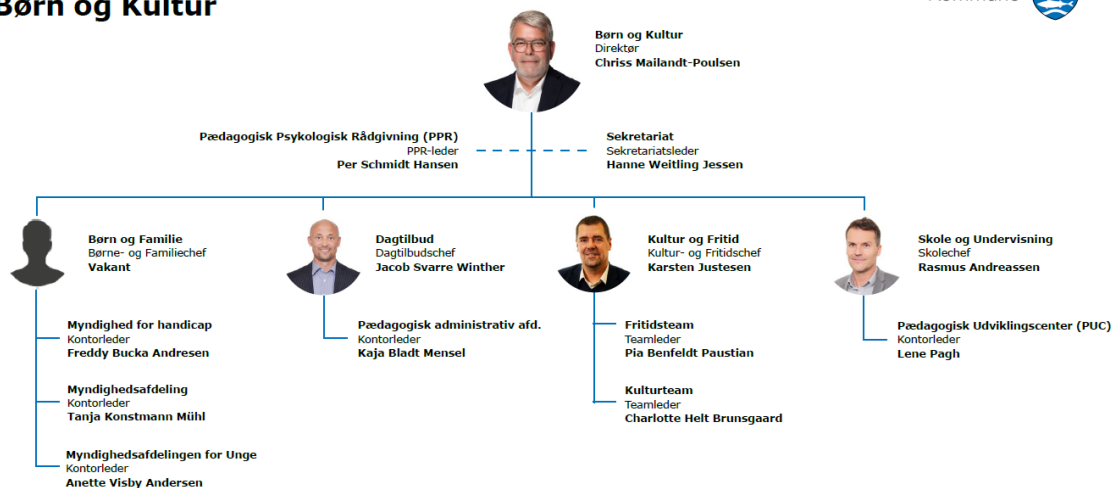 Børn og Kultur
Kommune
Børn og Kultur
Direktør
Chriss Mailandt-Poulsen
Pædagogisk Psykologisk Rådgivning (PPR)
PPR-leder
Per Schmidt Hansen
Sekretariat
Sekretariatsleder
Hanne Weitling Jessen
Børn og Familie
Børne- og Familiechef
Vakant
Dagtilbud
Dagtilbudschef
Jacob Svarre Winther
Kultur og Fritid
Kultur- og Fritidschef
Karsten Justesen
Skole og Undervisning
Skolechef
Rasmus Andreassen
Myndighed for handicap
Kontorleder
Freddy Bucka Andresen
Pædagogisk administrativ afd.
Kontorleder
Kaja Bladt Mensel
Fritidsteam
Teamleder
Pia Benfeldt Paustian
Pædagogisk Udviklingscenter (PUC)
Kontorleder
Lene Pagh
Myndighedsafdeling
Kontorleder
Tanja Konstmann Mühl
Kulturteam
Teamleder
Charlotte Helt Brunsgaard
Myndighedsafdelingen for Unge
Kontorleder
Anette Visby Andersen